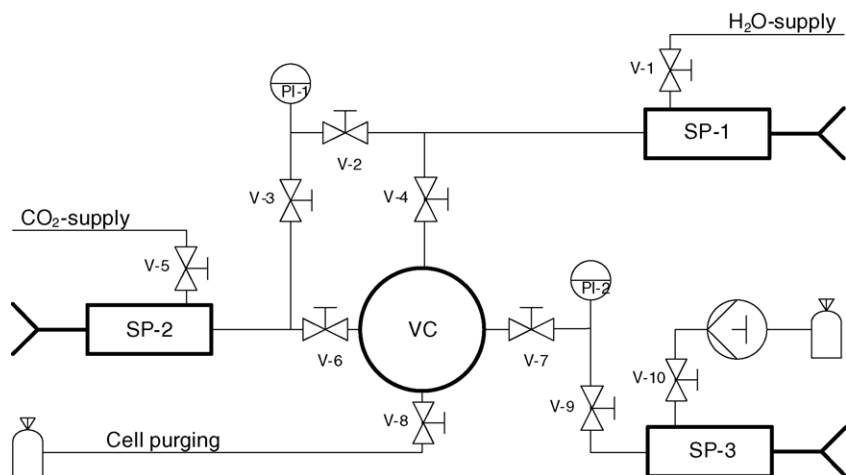 H₂O-supply
V-1
PI-1
SP-1
V-2
V-3
V-4
CO₂-supply
V-5
PI-2
SP-2
VC
V-6
V-7
V-10
V-8
V-9
Cell purging
SP-3